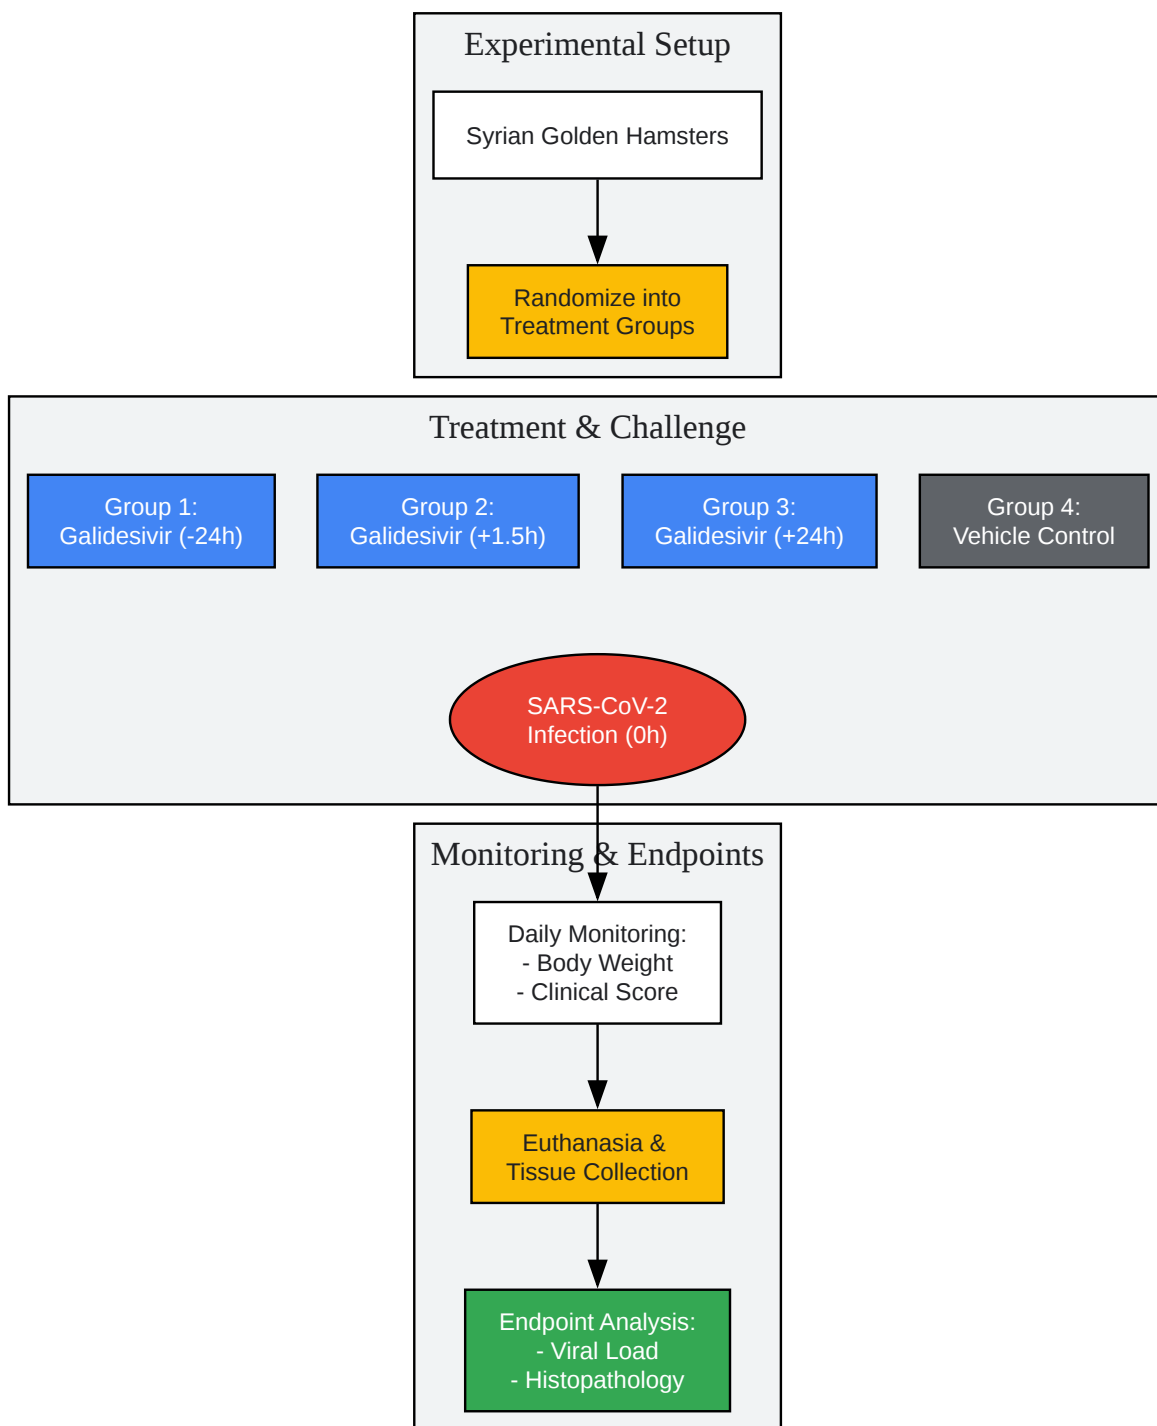 Experimental Setup
Syrian Golden Hamsters
Randomize into
Treatment Groups
Treatment & Challenge
Group 1:
Galidesivir (-24h)
Group 2:
Galidesivir (+1.5h)
Group 3:
Galidesivir (+24h)
Group 4:
Vehicle Control
SARS-CoV-2
Infection (0h)
Monitoring & Endpoints
Daily Monitoring:
- Body Weight
- Clinical Score
Euthanasia &
Tissue Collection
Endpoint Analysis:
- Viral Load
- Histopathology